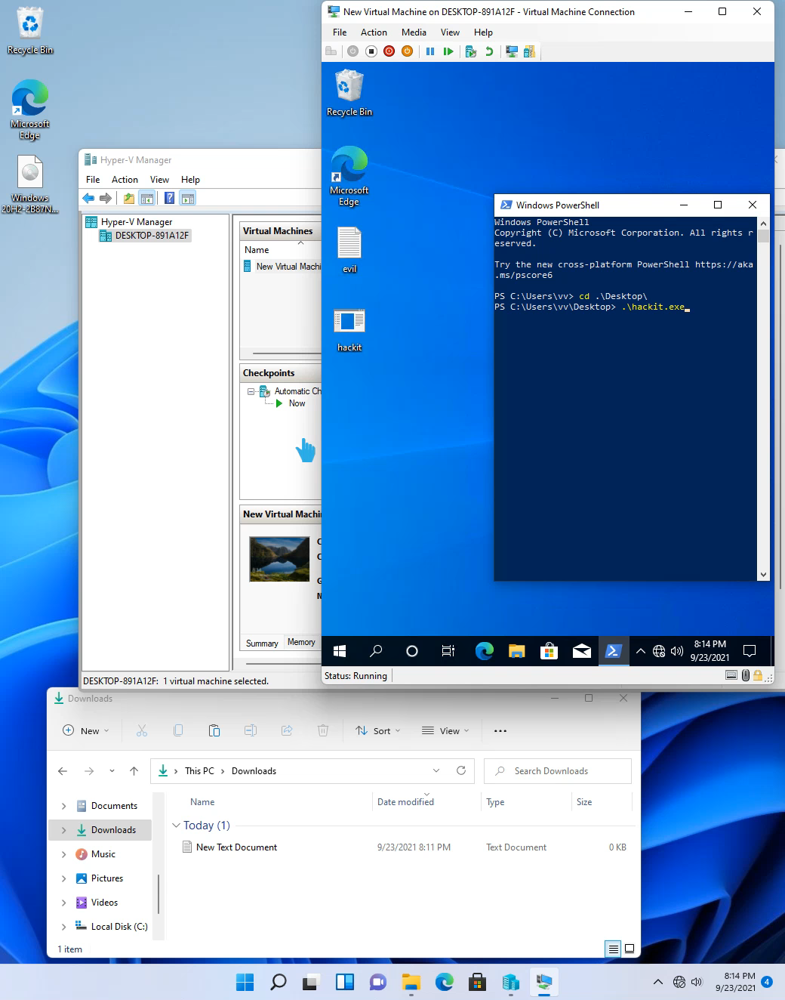 Recycle Bin
Microsoft
Edge
Windows
20H2-2B87N...
New Virtual Machine on DESKTOP-891A12F - Virtual Machine Connection
File Action Media View Help
Recycle Bin
Microsoft
Edge
evil
hackit
Windows PowerShell
Windows PowerShell
Copyright (C) Microsoft Corporation. All rights r
eserved.
Try the new cross-platform PowerShell https://aka
.ms/pscore6
PS C:\Users\vv> cd .\Desktop\
PS C:\Users\vv\Desktop> .\hackit.exe
8:14 PM
9/23/2021
Status: Running
Hyper-V Manager
File Action View Help
Hyper-V Manager
DESKTOP-891A12F
Virtual Machines
Name
New Virtual Machi
Checkpoints
Automatic Ch
Now
New Virtual Machi
8:14
C
C
G
N
Summary Memory
DESKTOP-891A12F: 1 virtual machine selected.
Downloads
New Sort View
This PC > Downloads
Search Downloads
Documents
Downloads
Music
Pictures
Videos
Local Disk (C:)
Name Date modified Type Size
Today (1)
New Text Document 9/23/2021 8:11 PM Text Document 0 KB
1 item
8:14 PM
9/23/2021
4